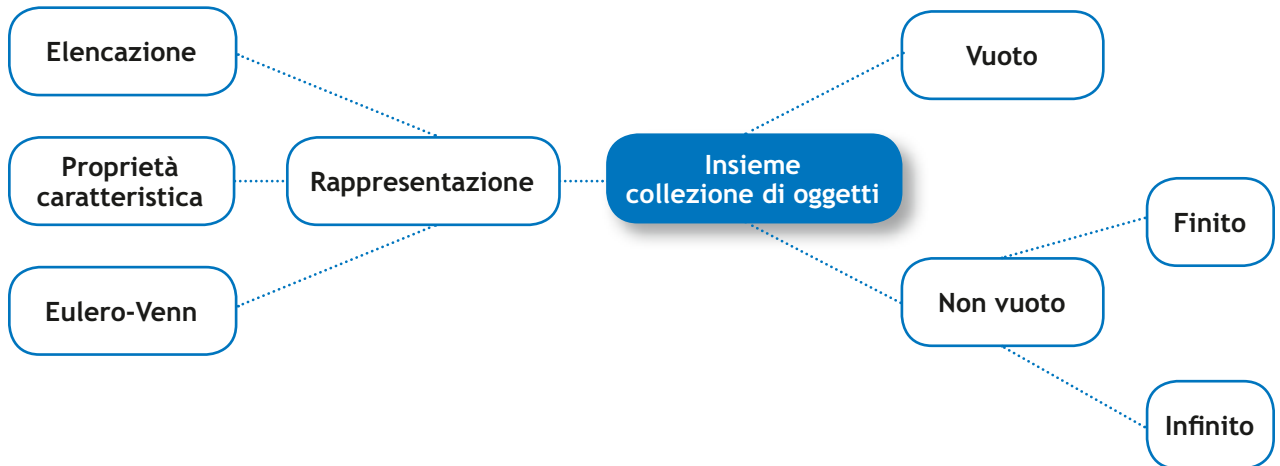 Elencazione
Proprietà
caratteristica
Eulero-Venn
Rappresentazione
Insieme
collezione di oggetti
Vuoto
Non vuoto
Finito
Infinito